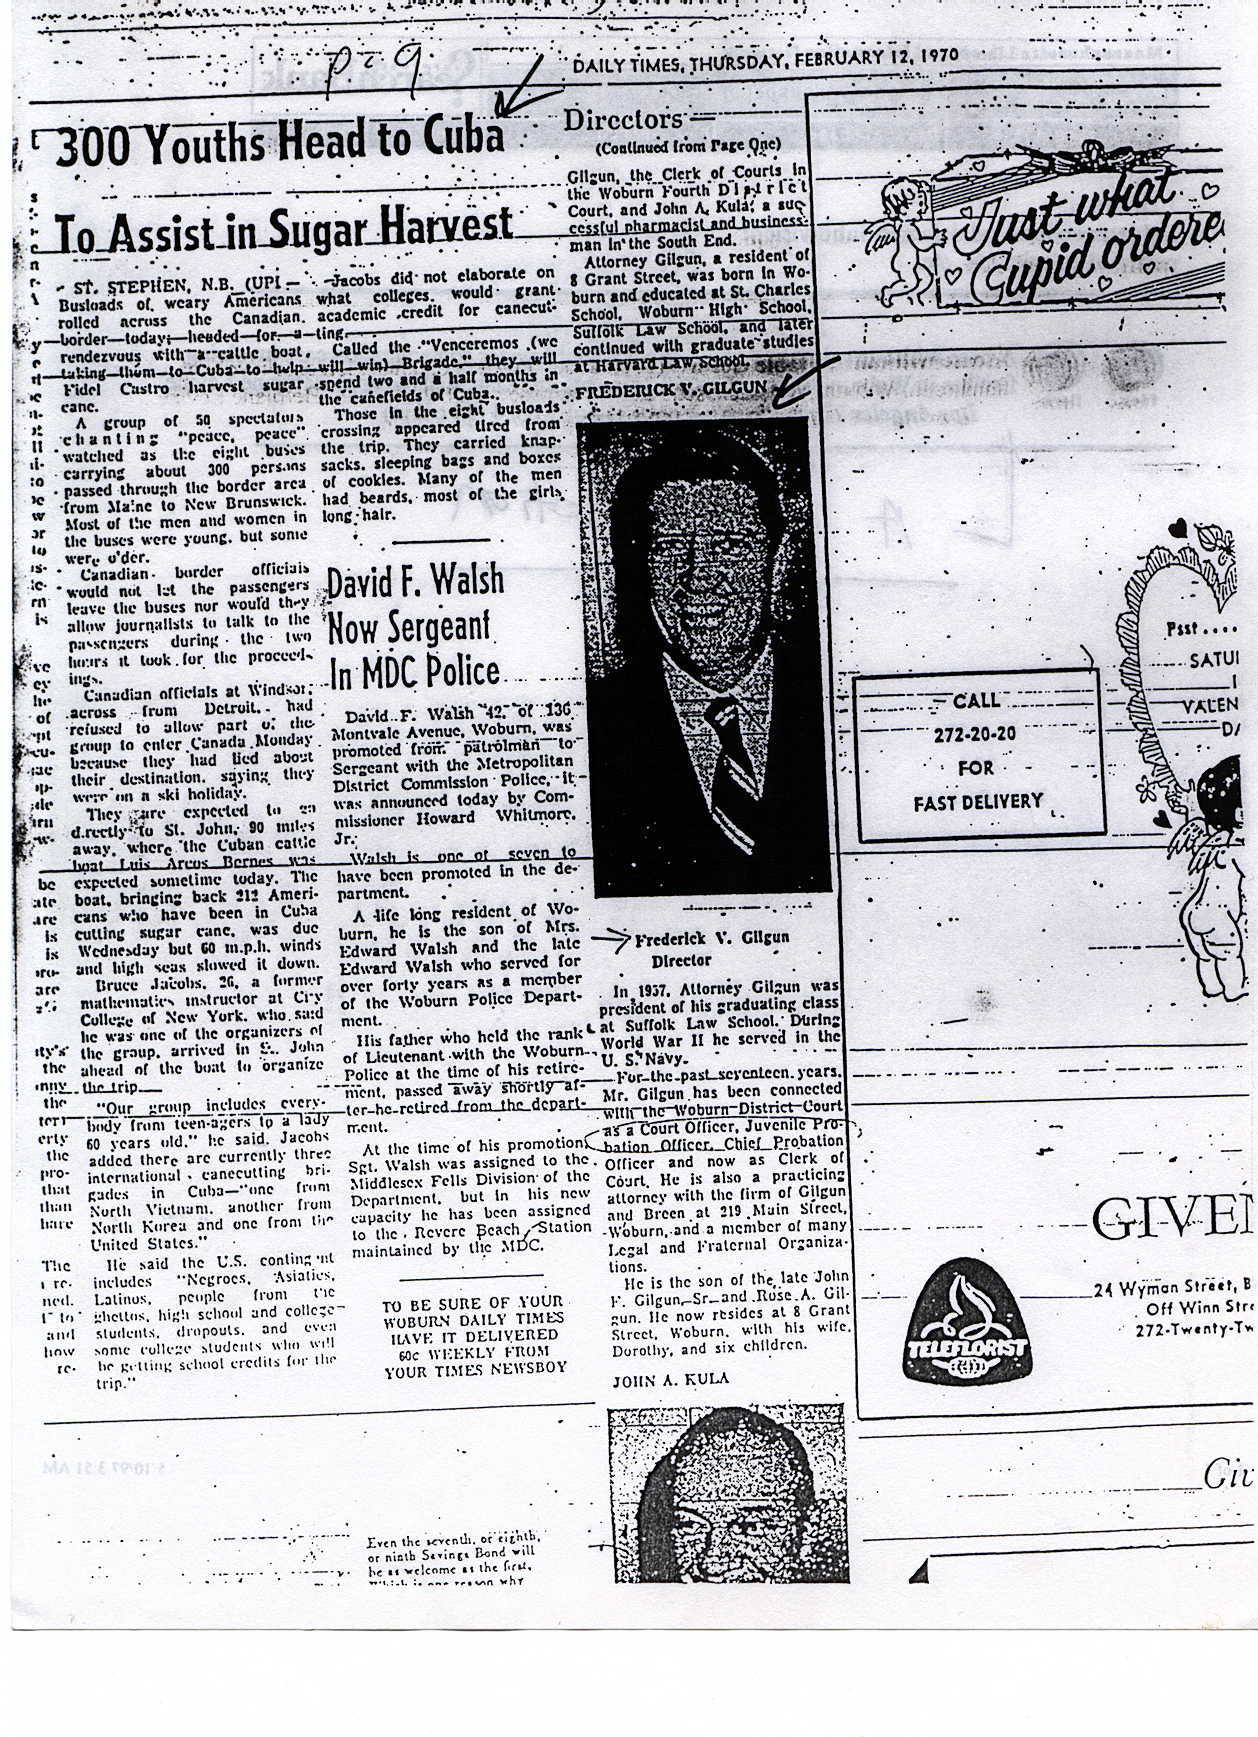 p-9
DAILY TIMES, THURSDAY, FEBRUARY 12, 1970
300 Youths Head to Cuba
To Assist in Sugar Harvest
ST. STEPHEN, N.B. (UPI —
Busloads of weary Americans
rolled across the Canadian
border today, headed for a
rendezvous with a cattle boat,
taking them to Cuba to help
Fidel Castro harvest sugar
cane.
A group of 50 spectators
chanting "peace, peace"
watched as the eight buses
carrying about 300 persons
passed through the border area
from Maine to New Brunswick.
Most of the men and women in
the buses were young, but some
were o'der.
Canadian border officials
would not let the passengers
leave the buses nor would they
allow journalists to talk to the
passengers during the two
hours it took for the proceed-
ings.
Canadian officials at Windsor,
across from Detroit, had
refused to allow part of the
group to enter Canada Monday
because they had lied about
their destination, saying they
were on a ski holiday.
They are expected to go
d.rectly to St. John, 90 miles
away, where the Cuban cattle
boat Luis Arcos Bernes was
expected sometime today. The
boat, bringing back 212 Ameri-
cans who have been in Cuba
cutting sugar cane, was due
Wednesday but 60 m.p.h. winds
and high seas slowed it down.
Bruce Jacobs, 26, a former
mathematics instructor at City
College of New York, who said
he was one of the organizers of
the group, arrived in St. John
ahead of the boat to organize
the trip.
"Our group includes every-
body from teen-agers to a lady
60 years old," he said. Jacobs
added there are currently three
international canecutting bri-
gades in Cuba—"one from
North Vietnam, another from
North Korea and one from the
United States."
He said the U.S. contingent
includes "Negroes, Asiatics,
Latinos, people from the
ghettos, high school and college
students, dropouts, and even
some college students who will
be getting school credits for the
trip."
Jacobs did not elaborate on
what colleges would grant
academic credit for canecut-
ting.
Called the "Venceremos (we
will win) Brigade," they will
spend two and a half months in
the canefields of Cuba.
Those in the eight busloads
crossing appeared tired from
the trip. They carried knap-
sacks, sleeping bags and boxes
of cookies. Many of the men
had beards, most of the girls
long hair.
David F. Walsh
Now Sergeant
In MDC Police
David F. Walsh 42, of 136
Montvale Avenue, Woburn, was
promoted from patrolman to
Sergeant with the Metropolitan
District Commission Police, it
was announced today by Com-
missioner Howard Whitmore,
Jr.
Walsh is one of seven to
have been promoted in the de-
partment.
A life long resident of Wo-
burn, he is the son of Mrs.
Edward Walsh and the late
Edward Walsh who served for
over forty years as a member
of the Woburn Police Depart-
ment.
His father who held the rank
of Lieutenant with the Woburn
Police at the time of his retire-
ment, passed away shortly af-
ter he retired from the depart-
ment.
At the time of his promotion
Sgt. Walsh was assigned to the
Middlesex Fells Division of the
Department, but in his new
capacity he has been assigned
to the Revere Beach Station
maintained by the MDC.
TO BE SURE OF YOUR
WOBURN DAILY TIMES
HAVE IT DELIVERED
60c WEEKLY FROM
YOUR TIMES NEWSBOY
Even the seventh, or eighth,
or ninth Savings Bond will
be as welcome as the first,
Which is one reason why
Directors —
(Continued from Page One)
Gilgun, the Clerk of Courts in
the Woburn Fourth District
Court, and John A. Kula, a suc-
cessful pharmacist and business-
man in the South End.
Attorney Gilgun, a resident of
8 Grant Street, was born in Wo-
burn and educated at St. Charles
School, Woburn High School,
Suffolk Law School, and later
continued with graduate studies
at Harvard Law School.
FREDERICK V. GILGUN
Frederick V. Gilgun
Director
In 1937, Attorney Gilgun was
president of his graduating class
at Suffolk Law School. During
World War II he served in the
U. S. Navy.
For the past seventeen years,
Mr. Gilgun has been connected
with the Woburn District Court
as a Court Officer, Juvenile Pro-
bation Officer, Chief Probation
Officer and now as Clerk of
Court. He is also a practicing
attorney with the firm of Gilgun
and Breen at 219 Main Street,
Woburn, and a member of many
Legal and Fraternal Organiza-
tions.
He is the son of the late John
F. Gilgun, Sr. and Rose A. Gil-
gun. He now resides at 8 Grant
Street, Woburn, with his wife,
Dorothy, and six children.
JOHN A. KULA
Just what
Cupid ordere
Psst....
SATUR
VALEN
DA
CALL
272-20-20
FOR
FAST DELIVERY
GIVE
24 Wyman Street, B
Off Winn Stre
272-Twenty-Tw
TELEFLORIST